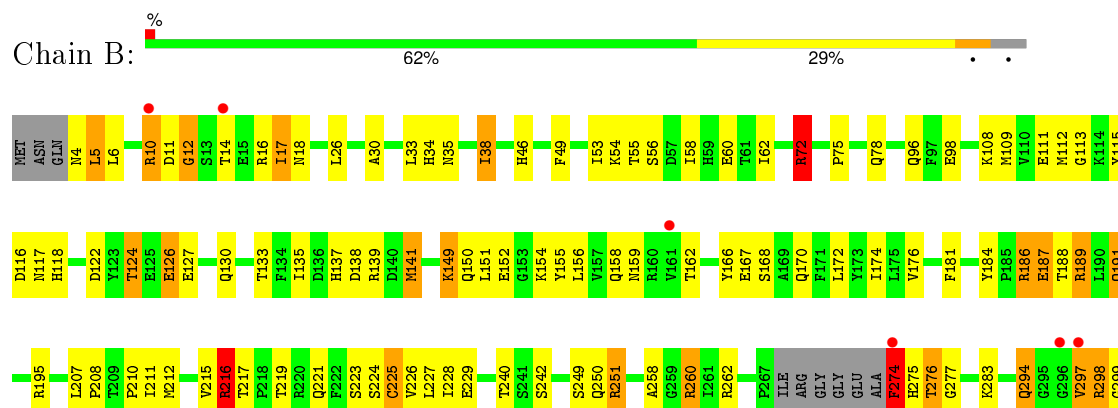 %
Chain B:
62% 29% • •
MET ASN GLN N4 L5 L6 R10 D11 G12 S13 T14 E15 R16 I17 N18 L26 A30 L33 H34 N35 I38 H46 F49 I53 K54 T55 S56 D57 I58 H59 E60 T61 I62 R72 P75 Q78 Q96 F97 E98 K108 M109 V110 E111 M112 G113 K114 Y115
D116 N117 H118 D122 Y123 T124 E125 E126 E127 Q130 T133 F134 I135 D136 H137 D138 R139 D140 M141 K149 Q150 L151 E152 G153 K154 Y155 L156 V157 Q158 N159 R160 V161 T162 Y166 E167 S168 A169 Q170 F171 L172 Y173 I174 L175 V176 F181 Y184 P185 R186 E187 T188 R189 L190
R195 L207 P208 T209 P210 I211 M212 V215 R216 T217 P218 T219 R220 Q221 F222 S223 S224 C225 V226 L227 I228 E229 T240 S241 S242 S249 Q250 R251 A258 G259 R260 I261 R262 P267 ILE ARG GLY GLY GLU ALA F274 H275 T276 G277 K283 Q294 G295 G296 V297 R298